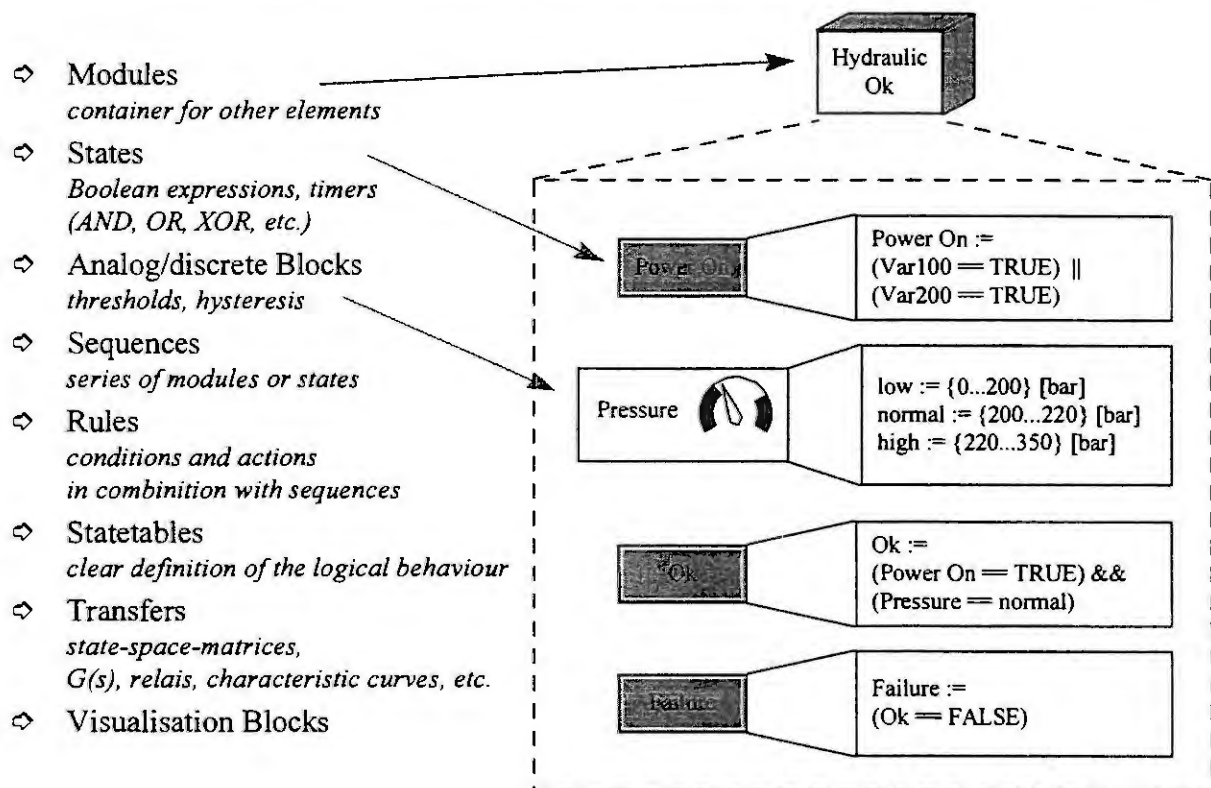 ➪ Modules
container for other elements
➪ States
Boolean expressions, timers
(AND, OR, XOR, etc.)
➪ Analog/discrete Blocks
thresholds, hysteresis
➪ Sequences
series of modules or states
➪ Rules
conditions and actions
in combinition with sequences
➪ Statetables
clear definition of the logical behaviour
➪ Transfers
state-space-matrices,
G(s), relais, characteristic curves, etc.
➪ Visualisation Blocks
Hydraulic
Ok
Power On
Power On :=
(Var100 == TRUE) ||
(Var200 == TRUE)
Pressure
low := {0...200} [bar]
normal := {200...220} [bar]
high := {220...350} [bar]
Ok
Ok :=
(Power On == TRUE) &&
(Pressure == normal)
Failure
Failure :=
(Ok == FALSE)